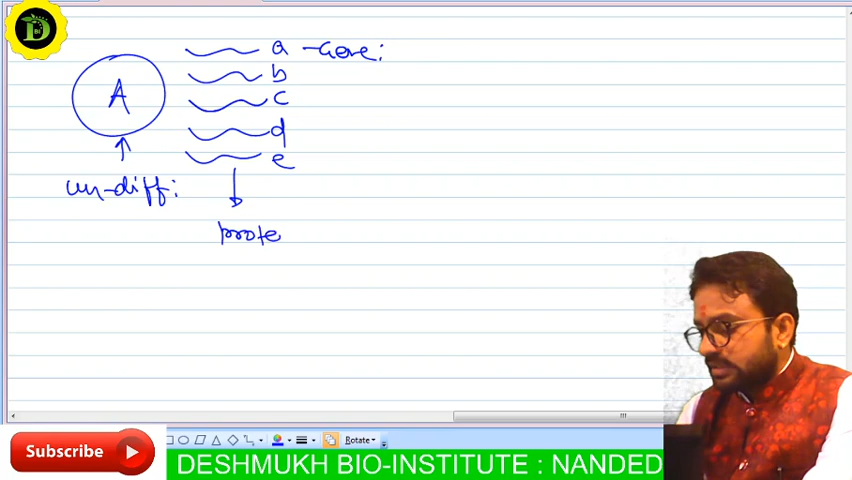 a - Gene:
b
A
c
d
e
un-diff:
prote
Subscribe
Rotate
DESHMUKH BIO-INSTITUTE : NANDED